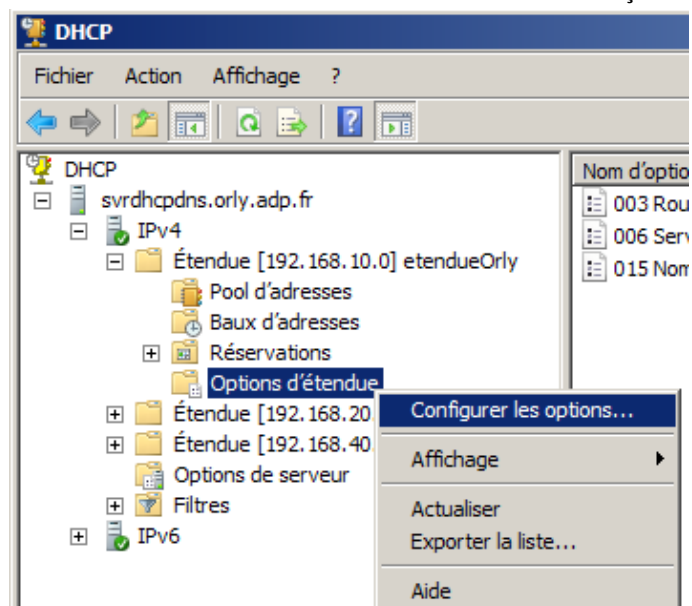 DHCP
Fichier Action Affichage ?
DHCP
svrdhcpdns.orly.adp.fr
IPv4
Étendue [192.168.10.0] etendueOrly
Pool d'adresses
Baux d'adresses
Réservations
Options d'étendue
Étendue [192.168.20.
Étendue [192.168.40.
Options de serveur
Filtres
IPv6
Nom d'optio
003 Rou
006 Serv
015 Nom
Configurer les options...
Affichage
Actualiser
Exporter la liste...
Aide